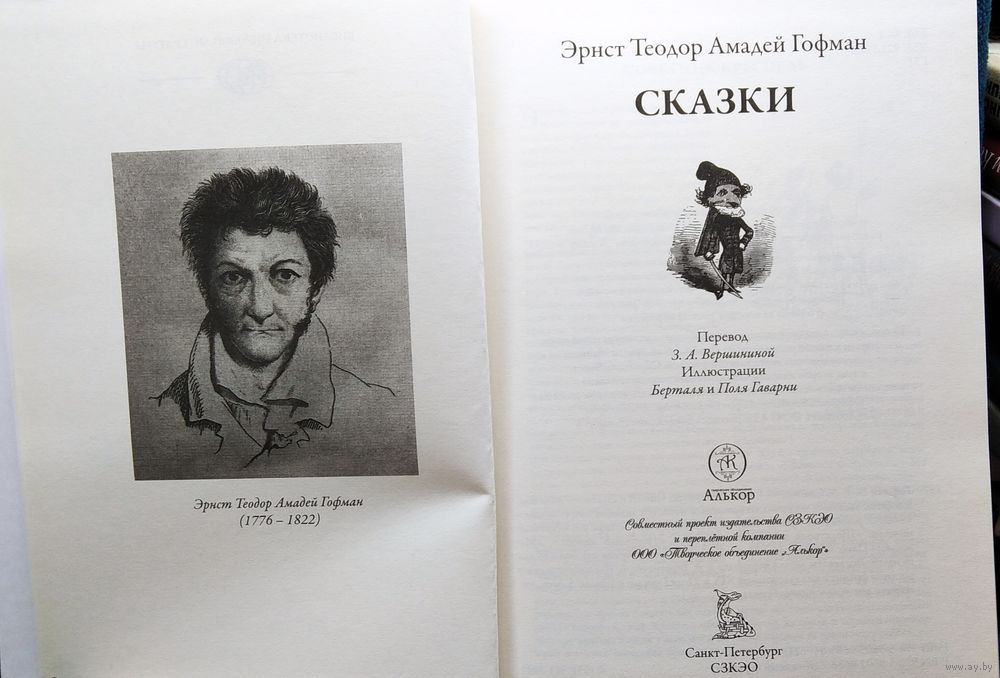 Эрнст Теодор Амадей Гофман
(1776 – 1822)
Эрнст Теодор Амадей Гофман
СКАЗКИ
Перевод
З. А. Вершининой
Иллюстрации
Берталя и Поля Гаварни
АК
Алькор
Совместный проект издательства СЗКЭО
и переплётной компании
ООО «Творческое объединение „Алькор“»
Санкт-Петербург
СЗКЭО
www.ay.by